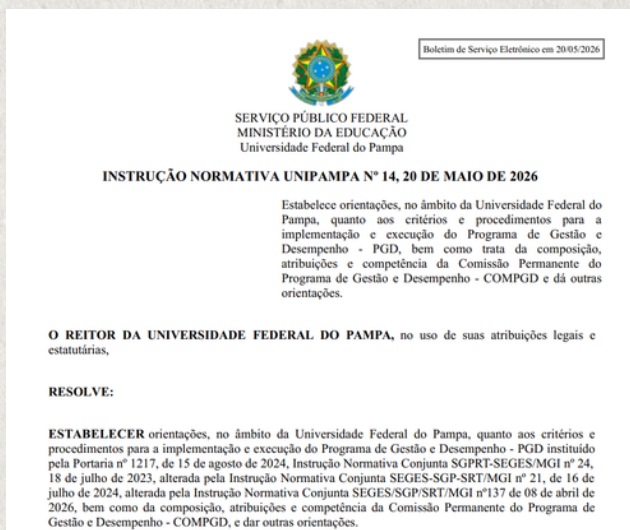 Boletim de Serviço Eletrônico em 20/05/2026
SERVIÇO PÚBLICO FEDERAL
MINISTÉRIO DA EDUCAÇÃO
Universidade Federal do Pampa
INSTRUÇÃO NORMATIVA UNIPAMPA Nº 14, 20 DE MAIO DE 2026
Estabelece orientações, no âmbito da Universidade Federal do
Pampa, quanto aos critérios e procedimentos para a
implementação e execução do Programa de Gestão e
Desempenho - PGD, bem como trata da composição,
atribuições e competência da Comissão Permanente do
Programa de Gestão e Desempenho - COMPGD e dá outras
orientações.
O REITOR DA UNIVERSIDADE FEDERAL DO PAMPA, no uso de suas atribuições legais e
estatutárias,
RESOLVE:
ESTABELECER orientações, no âmbito da Universidade Federal do Pampa, quanto aos critérios e
procedimentos para a implementação e execução do Programa de Gestão e Desempenho - PGD instituído
pela Portaria nº 1217, de 15 de agosto de 2024, Instrução Normativa Conjunta SGPRT-SEGES/MGI nº 24,
18 de julho de 2023, alterada pela Instrução Normativa Conjunta SEGES-SGP-SRT/MGI nº 21, de 16 de
julho de 2024, alterada pela Instrução Normativa Conjunta SEGES/SGP/SRT/MGI nº137 de 08 de abril de
2026, bem como da composição, atribuições e competência da Comissão Permanente do Programa de
Gestão e Desempenho - COMPGD, e dar outras orientações.